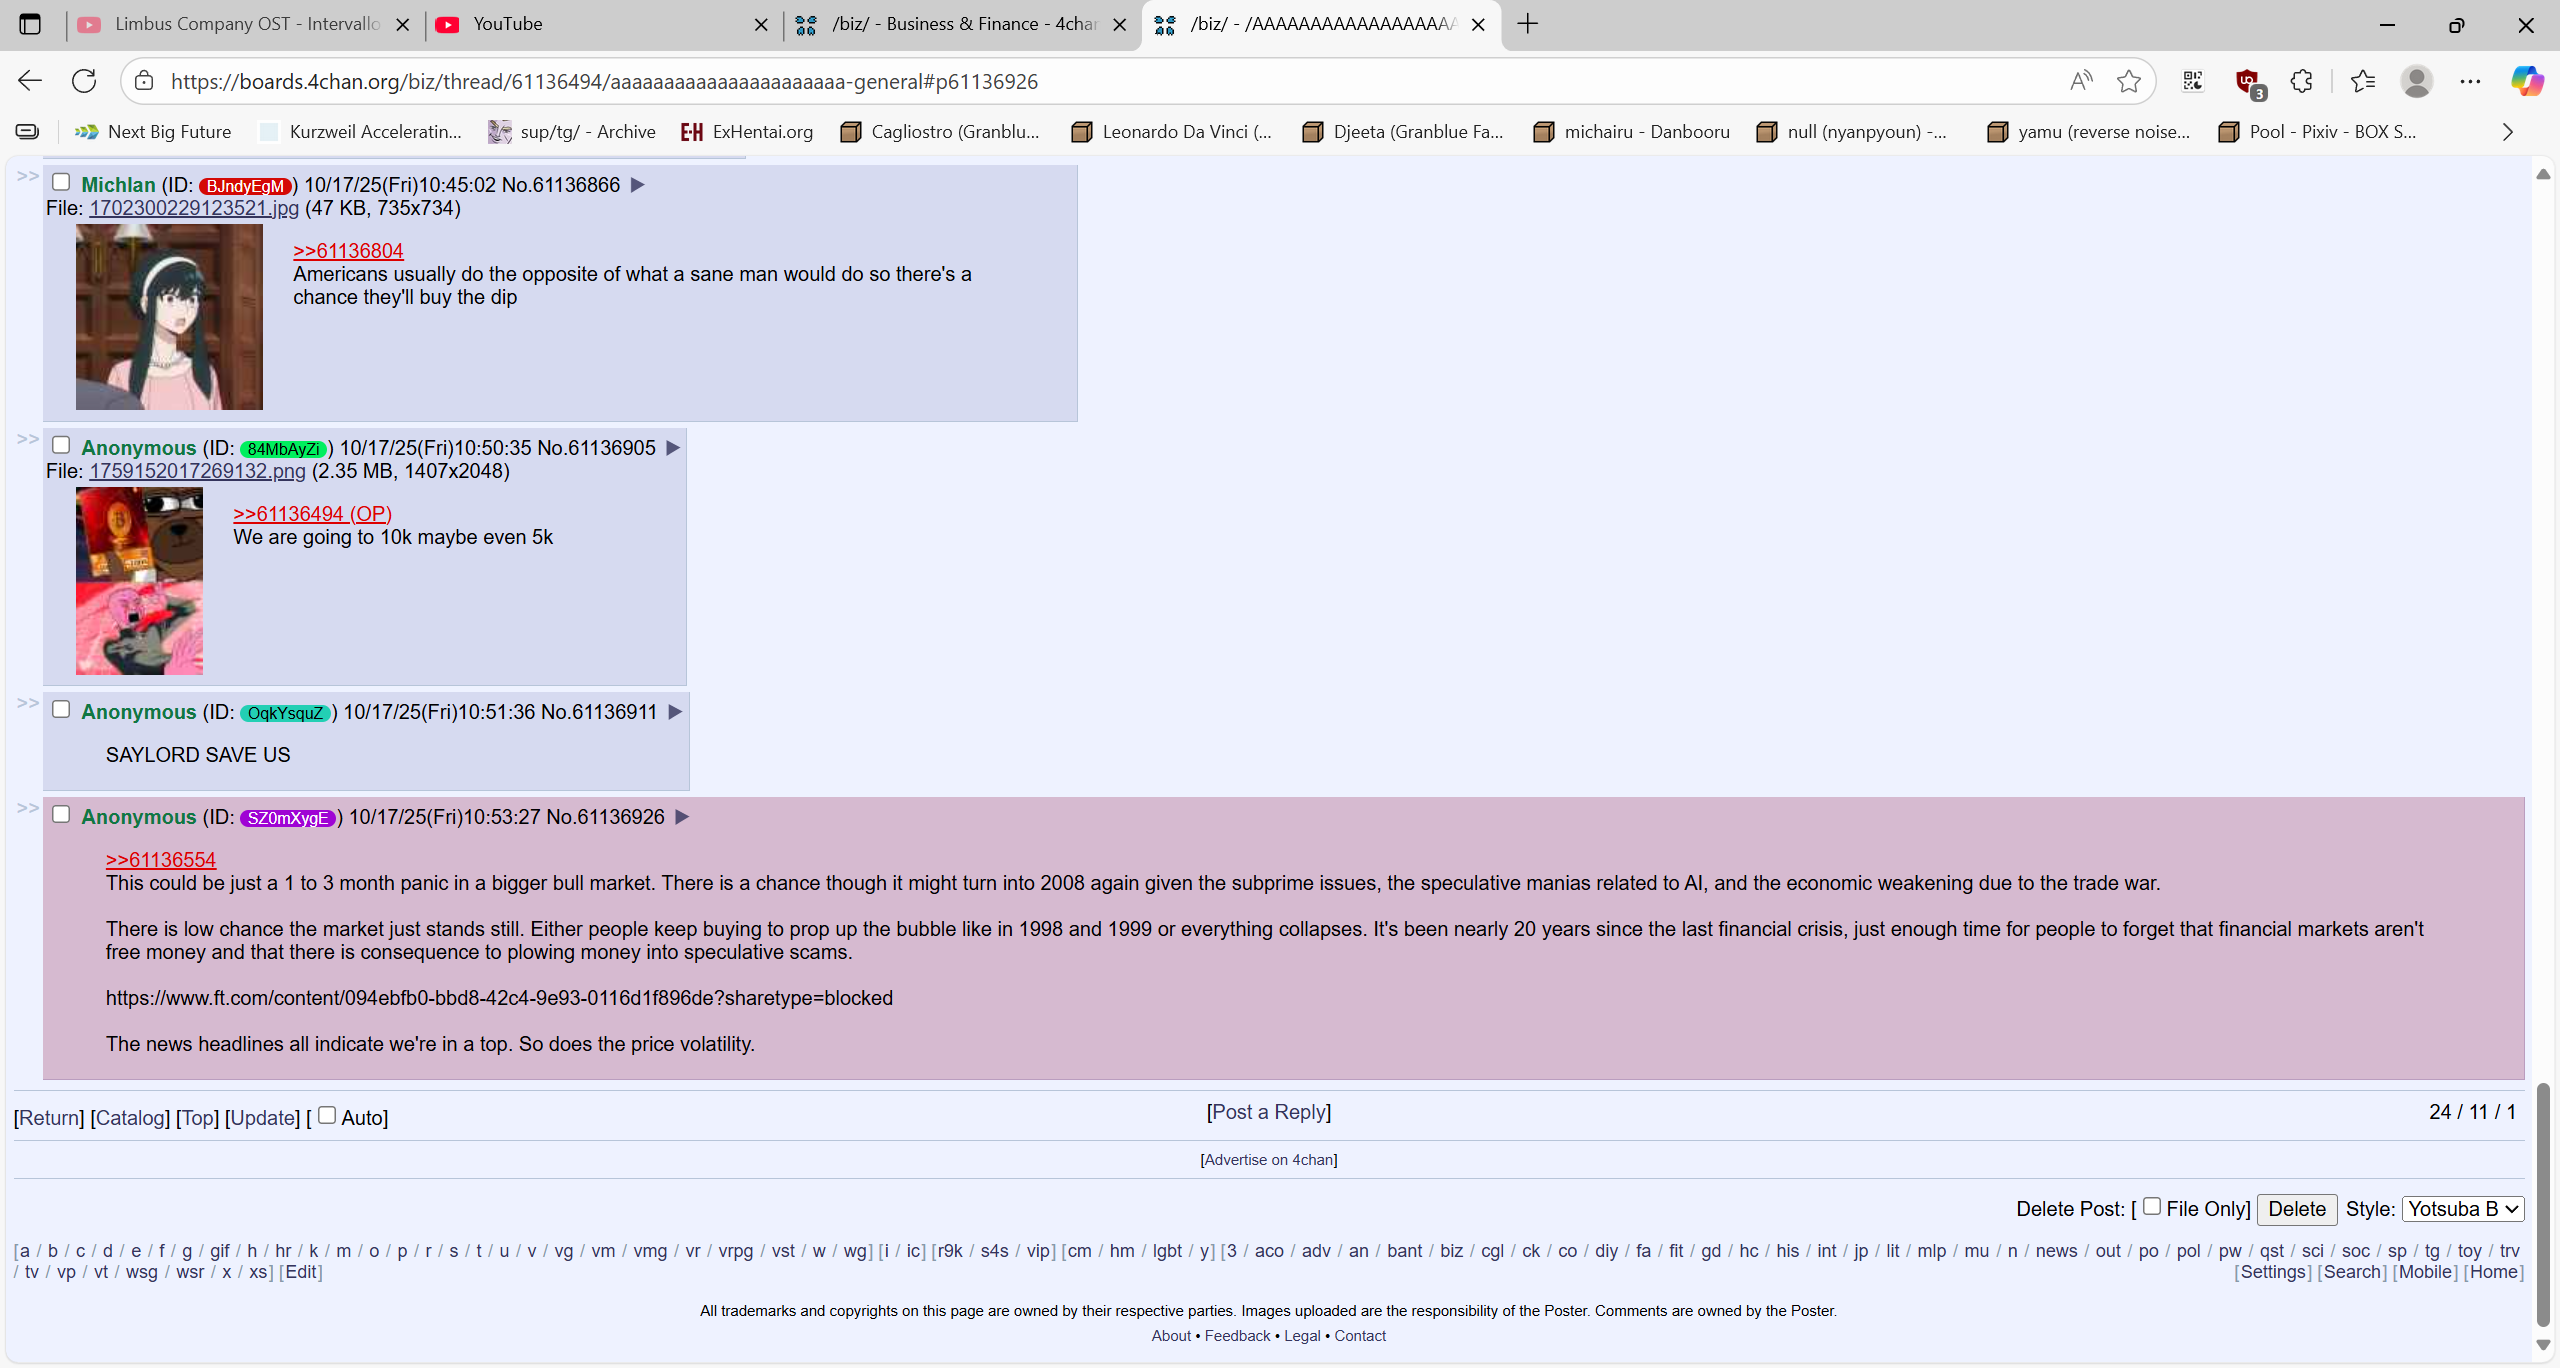 Limbus Company OST - Intervallo
YouTube
/biz/ - Business & Finance - 4chan
/biz/ - /AAAAAAAAAAAAAAAAAA
https://boards.4chan.org/biz/thread/61136494/aaaaaaaaaaaaaaaaaaaaaa-general#p61136926
3
Next Big Future
Kurzweil Acceleratin...
sup/tg/ - Archive
E-H ExHentai.org
Cagliostro (Granblu...
Leonardo Da Vinci (...
Djeeta (Granblue Fa...
michairu - Danbooru
null (nyanpyoun) -...
yamu (reverse noise...
Pool - Pixiv - BOX S...
>> Michlan (ID: BJndyEgM) 10/17/25(Fri)10:45:02 No.61136866 ▶
File: 1702300229123521.jpg (47 KB, 735x734)
>>61136804
Americans usually do the opposite of what a sane man would do so there's a
chance they'll buy the dip
>> Anonymous (ID: 84MbAyZi) 10/17/25(Fri)10:50:35 No.61136905 ▶
File: 1759152017269132.png (2.35 MB, 1407x2048)
>>61136494 (OP)
We are going to 10k maybe even 5k
>> Anonymous (ID: OqkYsquZ) 10/17/25(Fri)10:51:36 No.61136911 ▶
SAYLORD SAVE US
>> Anonymous (ID: SZ0mXygE) 10/17/25(Fri)10:53:27 No.61136926 ▶
>>61136554
This could be just a 1 to 3 month panic in a bigger bull market. There is a chance though it might turn into 2008 again given the subprime issues, the speculative manias related to AI, and the economic weakening due to the trade war.
There is low chance the market just stands still. Either people keep buying to prop up the bubble like in 1998 and 1999 or everything collapses. It's been nearly 20 years since the last financial crisis, just enough time for people to forget that financial markets aren't
free money and that there is consequence to plowing money into speculative scams.
https://www.ft.com/content/094ebfb0-bbd8-42c4-9e93-0116d1f896de?sharetype=blocked
The news headlines all indicate we're in a top. So does the price volatility.
[Return] [Catalog] [Top] [Update] [ Auto]
[Post a Reply]
24 / 11 / 1
[Advertise on 4chan]
Delete Post: [ File Only] Delete Style: Yotsuba B
[a / b / c / d / e / f / g / gif / h / hr / k / m / o / p / r / s / t / u / v / vg / vm / vmg / vr / vrpg / vst / w / wg] [i / ic] [r9k / s4s / vip] [cm / hm / lgbt / y] [3 / aco / adv / an / bant / biz / cgl / ck / co / diy / fa / fit / gd / hc / his / int / jp / lit / mlp / mu / n / news / out / po / pol / pw / qst / sci / soc / sp / tg / toy / trv
/ tv / vp / vt / wsg / wsr / x / xs] [Edit]
[Settings] [Search] [Mobile] [Home]
All trademarks and copyrights on this page are owned by their respective parties. Images uploaded are the responsibility of the Poster. Comments are owned by the Poster.
About • Feedback • Legal • Contact